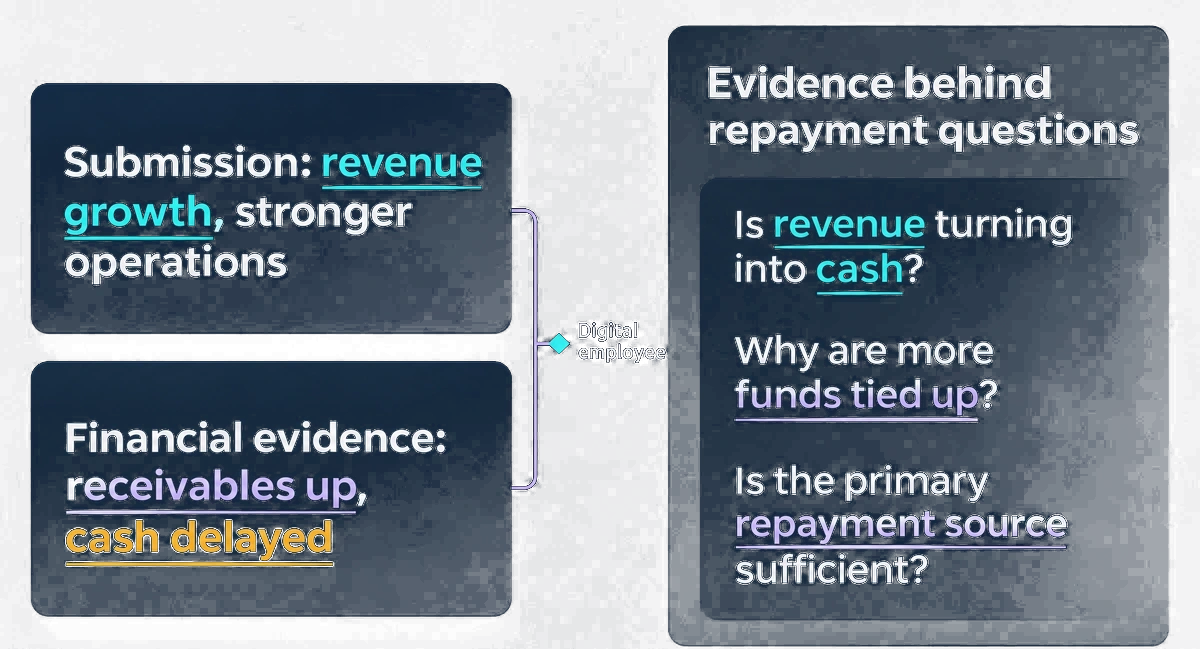 Submission: revenue
growth, stronger
operations
Financial evidence:
receivables up,
cash delayed
Digital
employee
Evidence behind
repayment questions
Is revenue turning
into cash?
Why are more
funds tied up?
Is the primary
repayment source
sufficient?